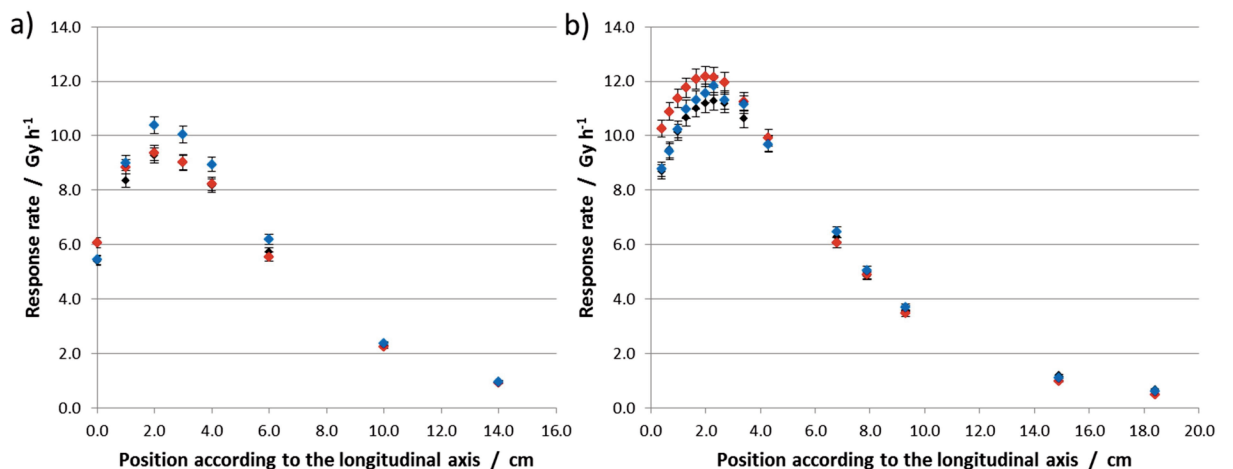 a)
14.0
12.0
10.0
8.0
6.0
4.0
2.0
0.0
Response rate / Gy h-1
0.0 2.0 4.0 6.0 8.0 10.0 12.0 14.0 16.0
Position according to the longitudinal axis / cm
b)
14.0
12.0
10.0
8.0
6.0
4.0
2.0
0.0
Response rate / Gy h-1
0.0 2.0 4.0 6.0 8.0 10.0 12.0 14.0 16.0 18.0 20.0
Position according to the longitudinal axis / cm